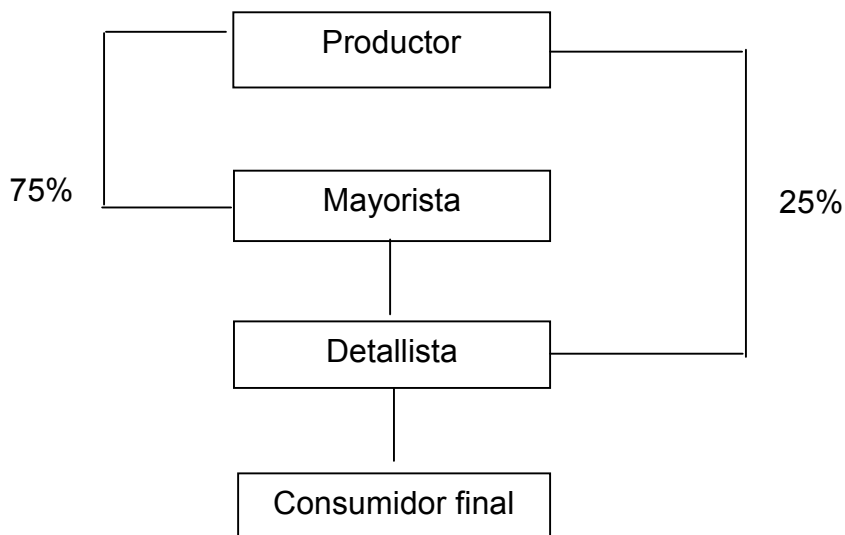 Productor
75%
Mayorista
25%
Detallista
Consumidor final